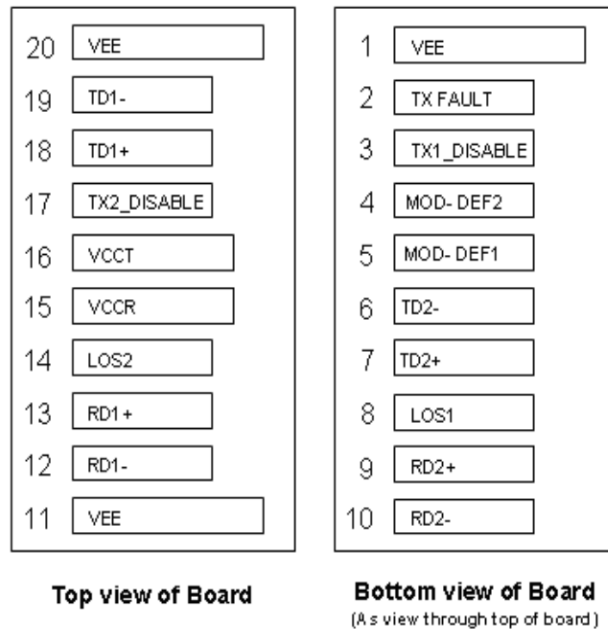 20 VEE
19 TD1-
18 TD1+
17 TX2_DISABLE
16 VCCT
15 VCCR
14 LOS2
13 RD1+
12 RD1-
11 VEE
Top view of Board
1 VEE
2 TX FAULT
3 TX1_DISABLE
4 MOD- DEF2
5 MOD- DEF1
6 TD2-
7 TD2+
8 LOS1
9 RD2+
10 RD2-
Bottom view of Board
(As view through top of board)